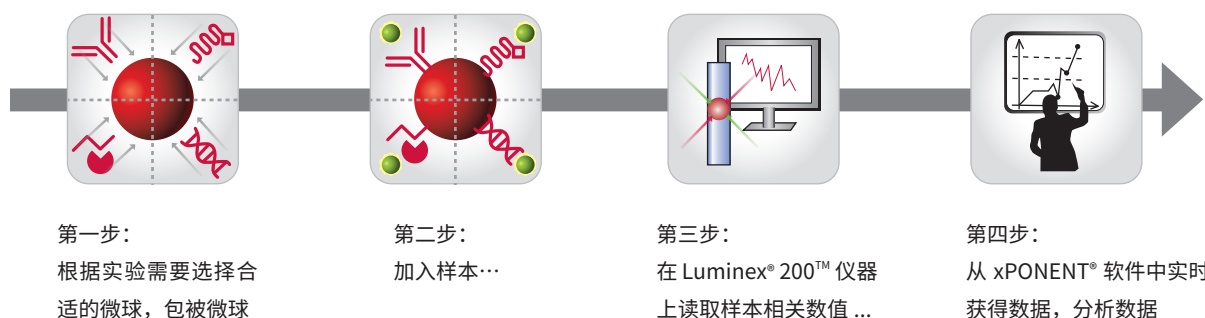 第一步：
根据实验需要选择合
适的微球，包被微球
第二步：
加入样本…
第三步：
在 Luminex® 200™ 仪器
上读取样本相关数值 ...
第四步：
从 xPONENT® 软件中实时
获得数据，分析数据